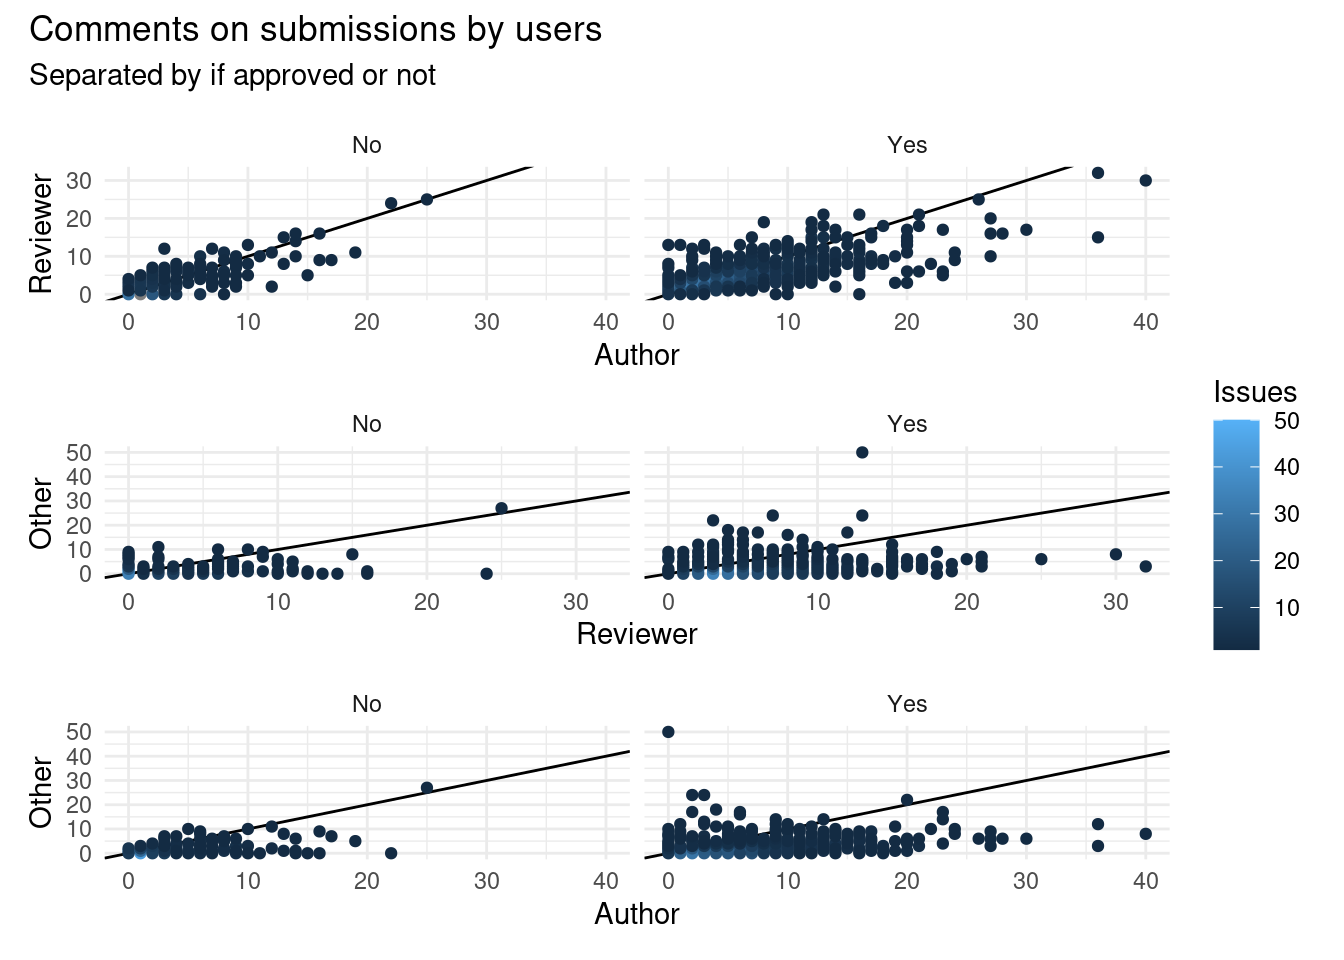 Comments on submissions by users
Separated by if approved or not
No Yes
Reviewer
30
20
10
0
0 10 20 30 40 0 10 20 30 40
Author
No Yes
Other
50
40
30
20
10
0
0 10 20 30 0 10 20 30
Reviewer
No Yes
Other
50
40
30
20
10
0
0 10 20 30 40 0 10 20 30 40
Author
Issues
50
40
30
20
10